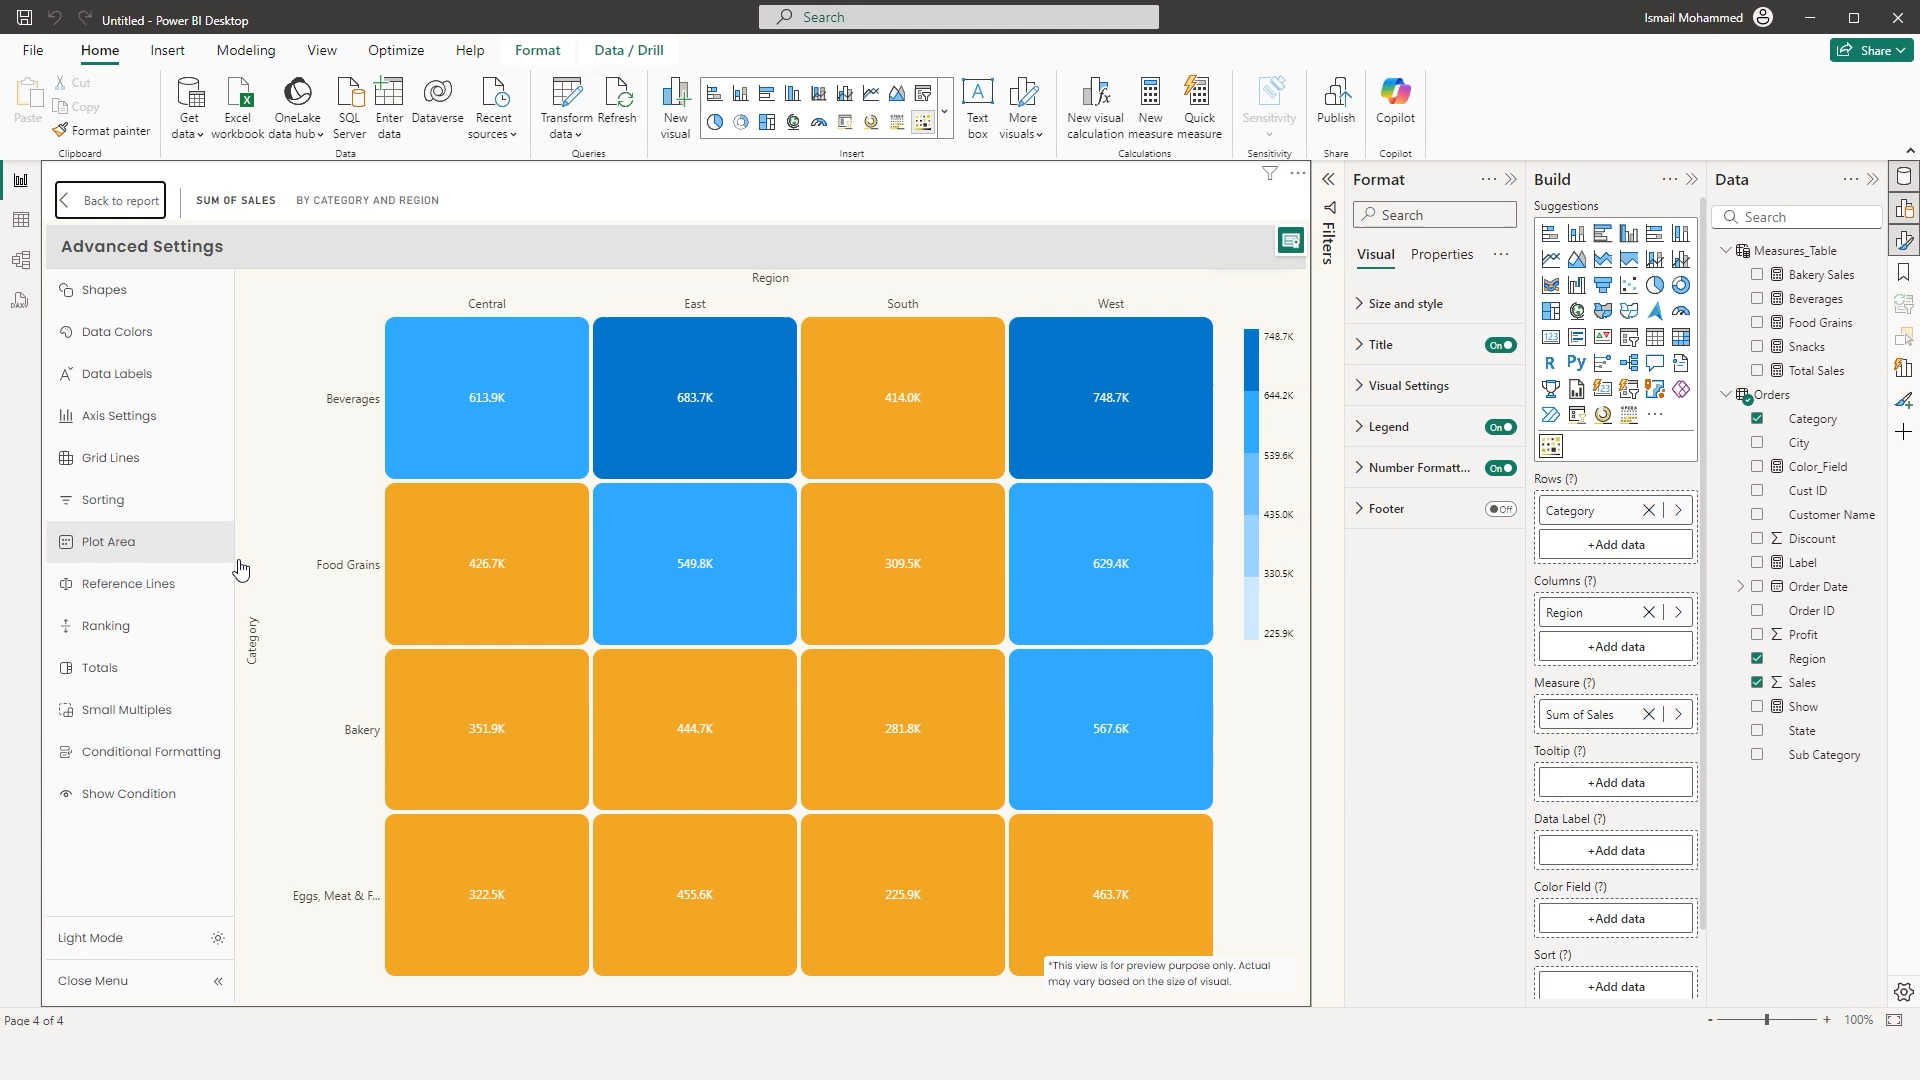 Untitled - Power BI Desktop
Search
Ismail Mohammed
File
Home
Insert
Modeling
View
Optimize
Help
Format
Data / Drill
Share
Paste
Cut
Copy
Format painter
Clipboard
Get data
Excel workbook
OneLake data hub
SQL Server
Enter data
Dataverse
Recent sources
Data
Transform data
Refresh
Queries
New visual
Text box
More visuals
Insert
New visual calculation
New measure
Quick measure
Calculations
Sensitivity
Sensitivity
Publish
Share
Copilot
Copilot
Back to report
SUM OF SALES
BY CATEGORY AND REGION
Advanced Settings
Shapes
Data Colors
Data Labels
Axis Settings
Grid Lines
Sorting
Plot Area
Reference Lines
Ranking
Totals
Small Multiples
Conditional Formatting
Show Condition
Light Mode
Close Menu
Region
Central
East
South
West
Category
Beverages
613.9K
683.7K
414.0K
748.7K
Food Grains
426.7K
549.8K
309.5K
629.4K
Bakery
351.9K
444.7K
281.8K
567.6K
Eggs, Meat & F...
322.5K
455.6K
225.9K
463.7K
748.7K
644.2K
539.6K
435.0K
330.5K
225.9K
*This view is for preview purpose only. Actual
may vary based on the size of visual.
Filters
Format
Search
Visual
Properties
Size and style
Title
On
Visual Settings
Legend
On
Number Formatt...
On
Footer
Off
Build
Suggestions
123
R
Py
Rows (?)
Category
+Add data
Columns (?)
Region
+Add data
Measure (?)
Sum of Sales
Tooltip (?)
+Add data
Data Label (?)
+Add data
Color Field (?)
+Add data
Sort (?)
+Add data
Data
Search
Measures_Table
Bakery Sales
Beverages
Food Grains
Snacks
Total Sales
Orders
Category
City
Color_Field
Cust ID
Customer Name
Discount
Label
Order Date
Order ID
Profit
Region
Sales
Show
State
Sub Category
DAX
Page 4 of 4
100%